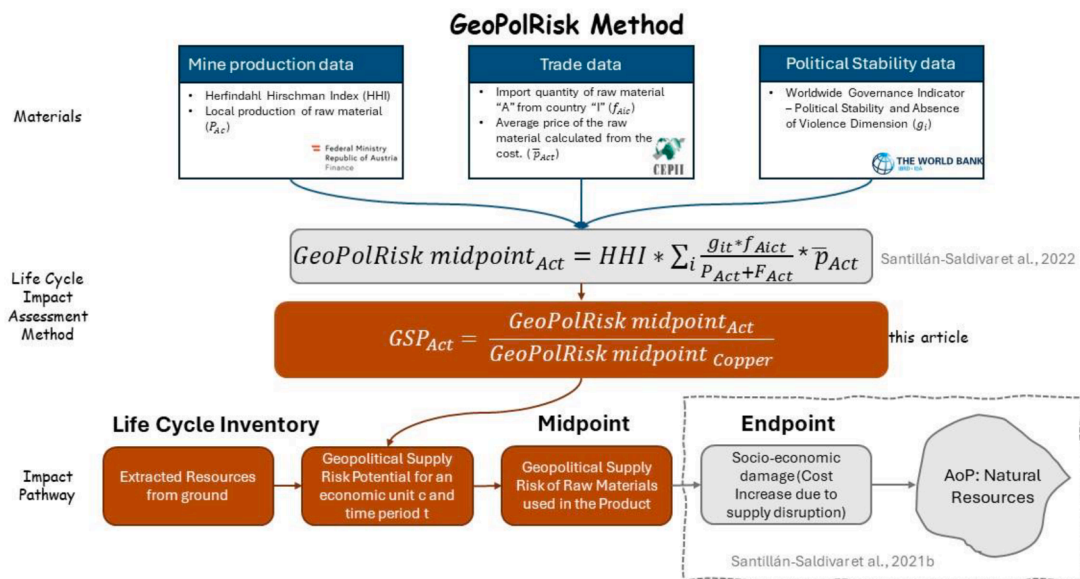 GeoPolRisk Method
Materials
Mine production data
• Herfindahl Hirschman Index (HHI)
• Local production of raw material
(P_Ac)
Federal Ministry
Republic of Austria
Finance
Trade data
• Import quantity of raw material
“A” from country “I” (f_Aic)
• Average price of the raw
material calculated from the
cost. (p̅_Act)
CEPII
Political Stability data
• Worldwide Governance Indicator
– Political Stability and Absence
of Violence Dimension (g_i)
THE WORLD BANK
IBRD • IDA
Life Cycle
Impact
Assessment
Method
GeoPolRisk midpoint_Act = HHI * ∑_i (g_it * f_Aict) / (P_Act + F_Act) * p̅_Act
Santillán-Saldivar et al., 2022
GSP_Act = GeoPolRisk midpoint_Act / GeoPolRisk midpoint _Copper
this article
Impact
Pathway
Life Cycle Inventory
Extracted Resources
from ground
Geopolitical Supply
Risk Potential for an
economic unit c and
time period t
Midpoint
Geopolitical Supply
Risk of Raw Materials
used in the Product
Endpoint
Socio-economic
damage (Cost
Increase due to
supply disruption)
AoP: Natural
Resources
Santillán-Saldivar et al., 2021b